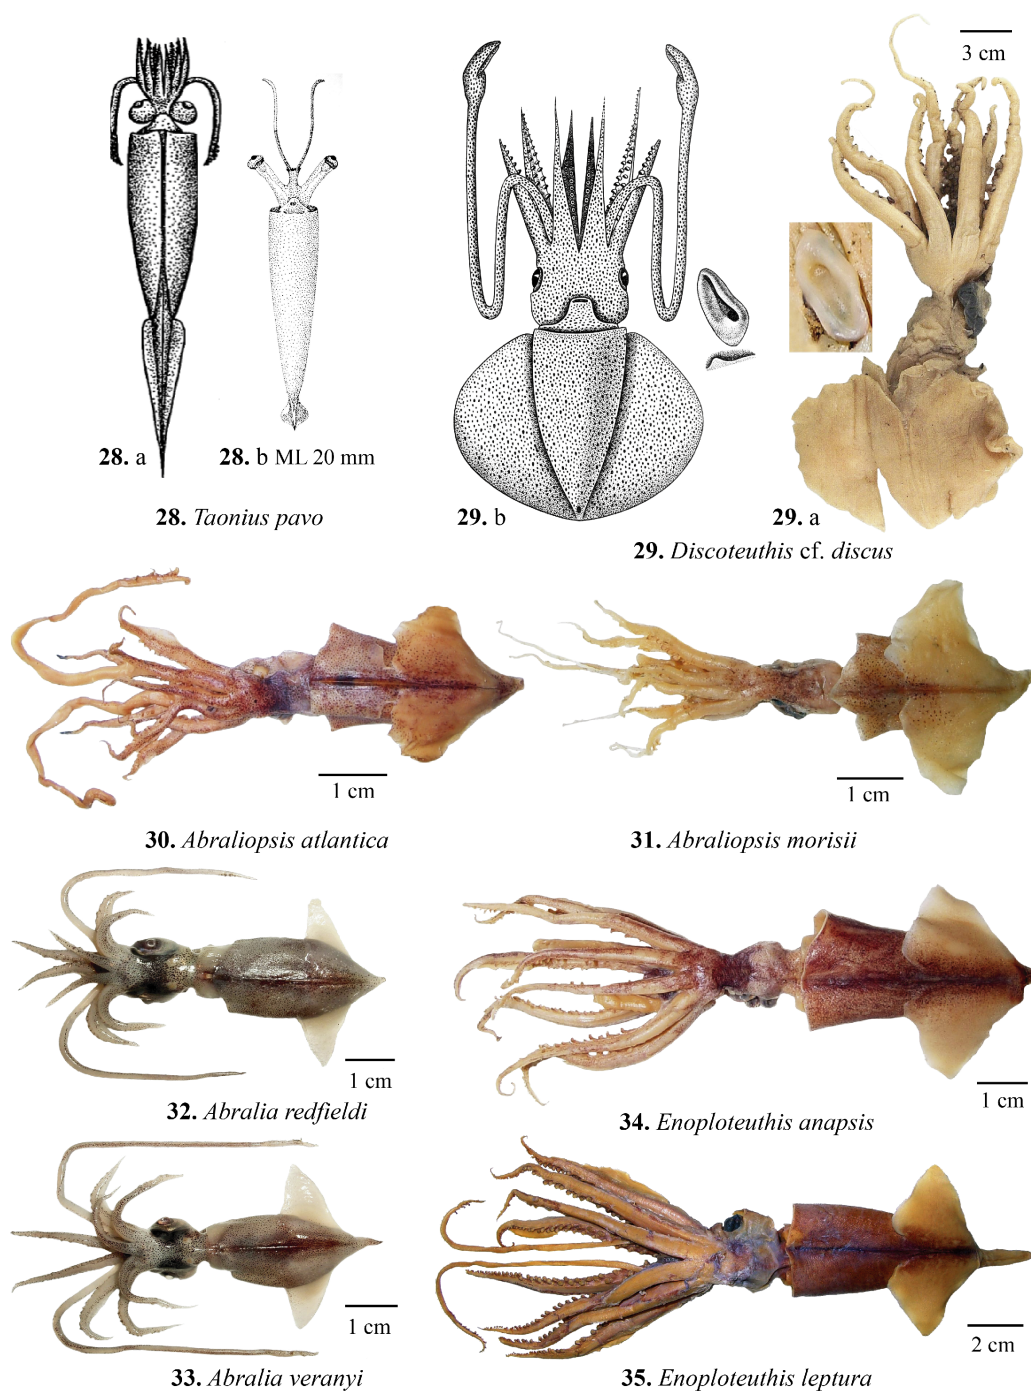 3 cm
28. a
28. b ML 20 mm
28. Taonius pavo
29. b
29. a
29. Discoteuthis cf. discus
1 cm
1 cm
30. Abraliopsis atlantica
31. Abraliopsis morisii
1 cm
1 cm
32. Abralia redfieldi
34. Enoploteuthis anapsis
1 cm
2 cm
33. Abralia veranyi
35. Enoploteuthis leptura